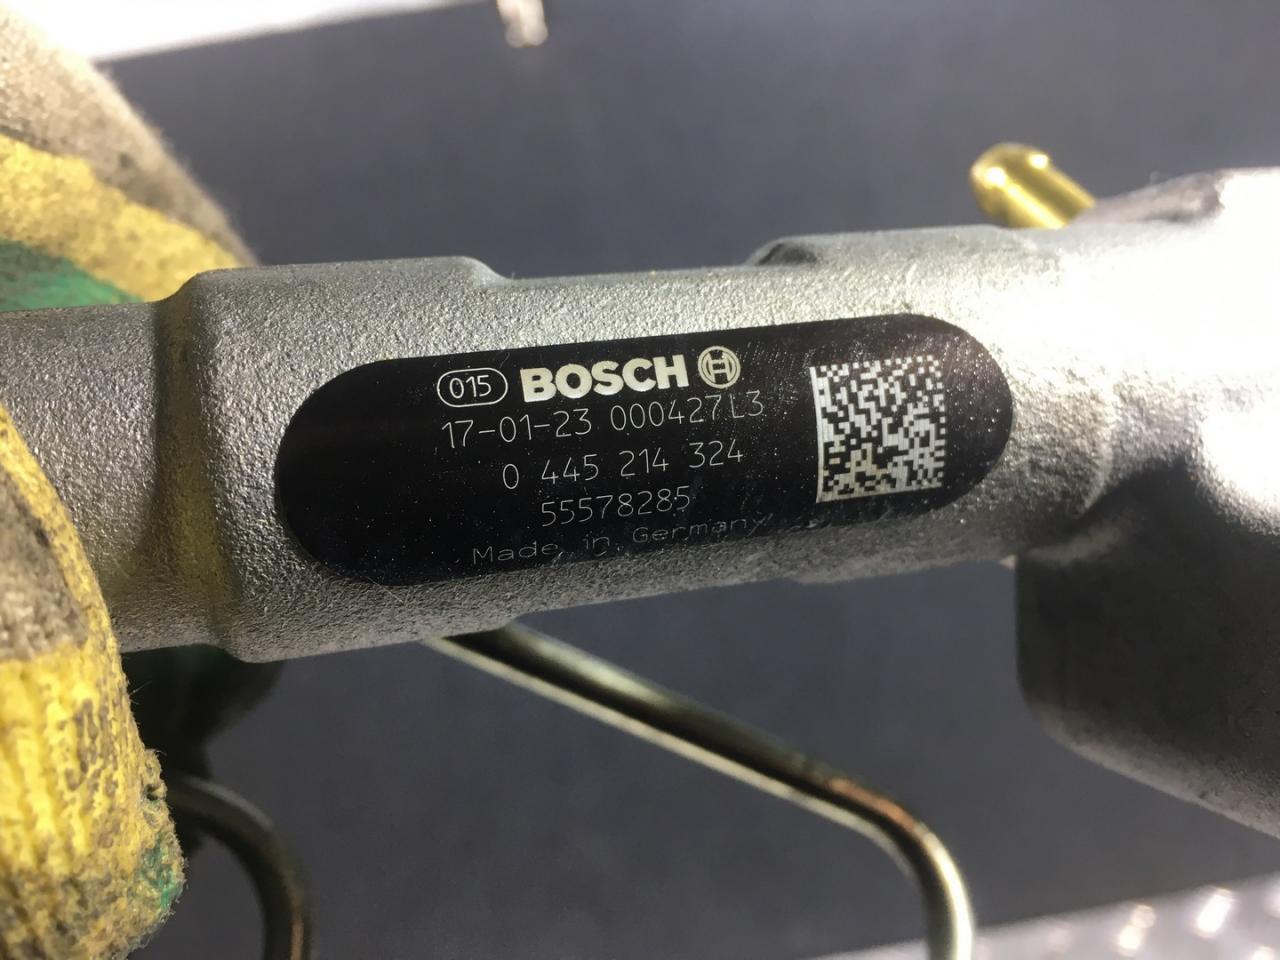 015 BOSCH
17-01-23 000427L3
0 445 214 324
55578285
Made in Germany